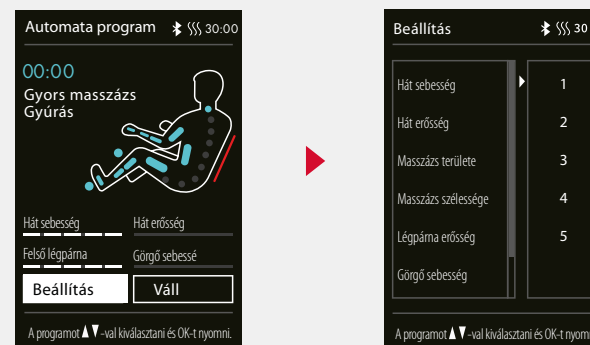 Automata program 30:00
00:00
Gyors masszázs
Gyúrás
Hát sebesség Hát erősség
Felső légpárna Görgő sebessé
Beállítás Váll
A programot ▲▼-val kiválasztani és OK-t nyomni.
Beállítás 30
Hát sebesség 1
Hát erősség 2
Masszázs területe 3
Masszázs szélessége 4
Légpárna erősség 5
Görgő sebesség
A programot ▲▼-val kiválasztani és OK-t nyomni